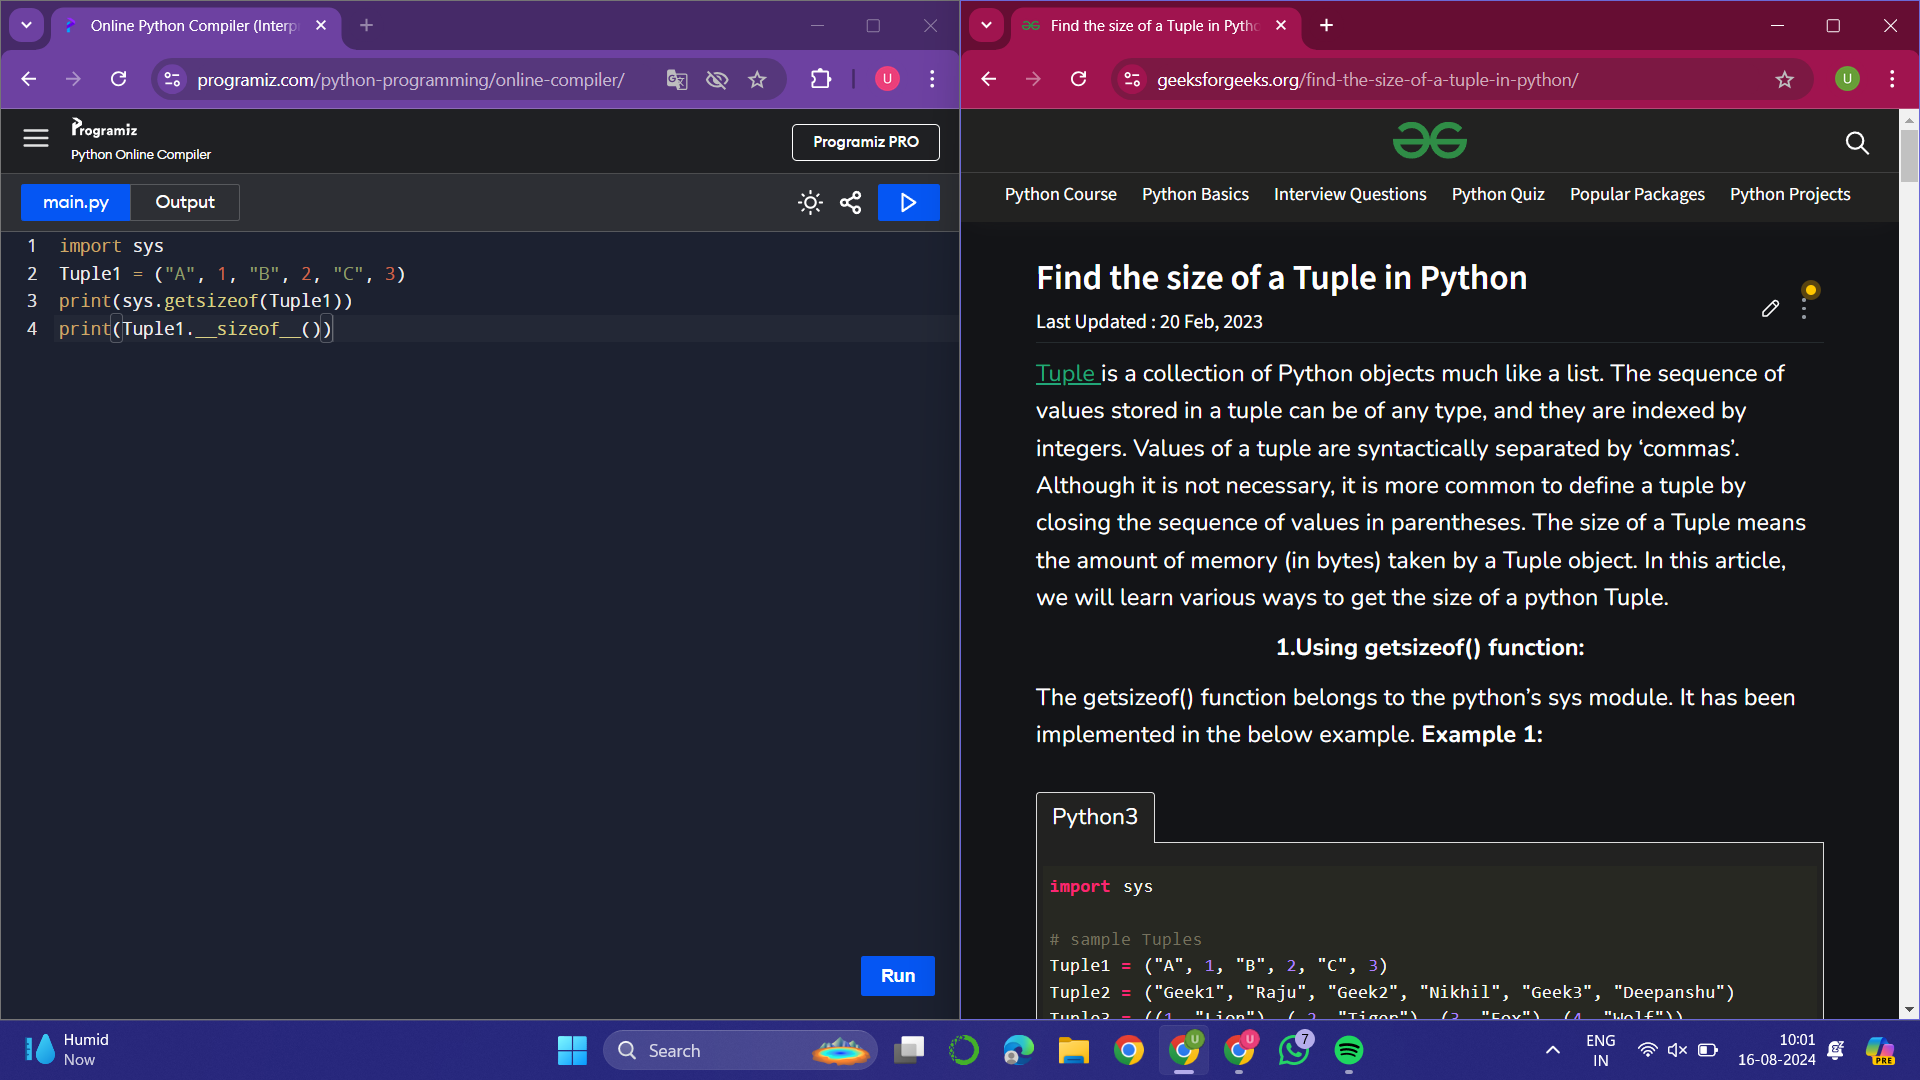 Online Python Compiler (Interp
programiz.com/python-programming/online-compiler/
U
Programiz
Python Online Compiler
Programiz PRO
main.py
Output
1 import sys
2 Tuple1 = ("A", 1, "B", 2, "C", 3)
3 print(sys.getsizeof(Tuple1))
4 print(Tuple1.__sizeof__())
Run
Find the size of a Tuple in Pytho
geeksforgeeks.org/find-the-size-of-a-tuple-in-python/
U
Python Course Python Basics Interview Questions Python Quiz Popular Packages Python Projects
Find the size of a Tuple in Python
Last Updated : 20 Feb, 2023
Tuple is a collection of Python objects much like a list. The sequence of
values stored in a tuple can be of any type, and they are indexed by
integers. Values of a tuple are syntactically separated by ‘commas’.
Although it is not necessary, it is more common to define a tuple by
closing the sequence of values in parentheses. The size of a Tuple means
the amount of memory (in bytes) taken by a Tuple object. In this article,
we will learn various ways to get the size of a python Tuple.
1.Using getsizeof() function:
The getsizeof() function belongs to the python’s sys module. It has been
implemented in the below example. Example 1:
Python3
import sys
# sample Tuples
Tuple1 = ("A", 1, "B", 2, "C", 3)
Tuple2 = ("Geek1", "Raju", "Geek2", "Nikhil", "Geek3", "Deepanshu")
Tuple3 = ((1, "Lion"), ( 2, "Tiger"), (3, "Fox"), (4, "Wolf"))
Humid
Now
Search
U
U
7
ENG
IN
10:01
16-08-2024
PRE